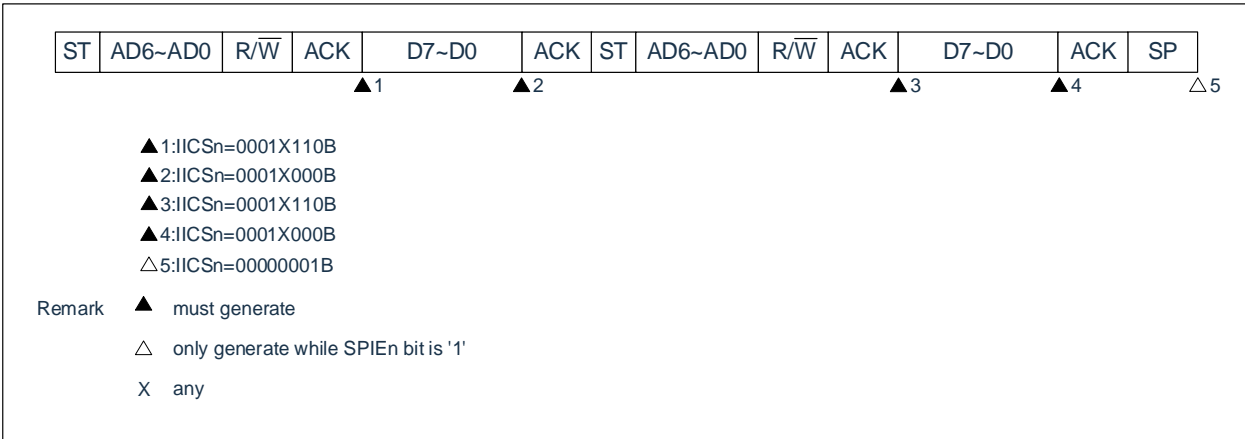 ST AD6~AD0 R/W̅ ACK D7~D0 ACK ST AD6~AD0 R/W̅ ACK D7~D0 ACK SP
▲1 ▲2 ▲3 ▲4 △5
▲1:IICSn=0001X110B
▲2:IICSn=0001X000B
▲3:IICSn=0001X110B
▲4:IICSn=0001X000B
△5:IICSn=00000001B
Remark ▲ must generate
△ only generate while SPIEn bit is '1'
X any